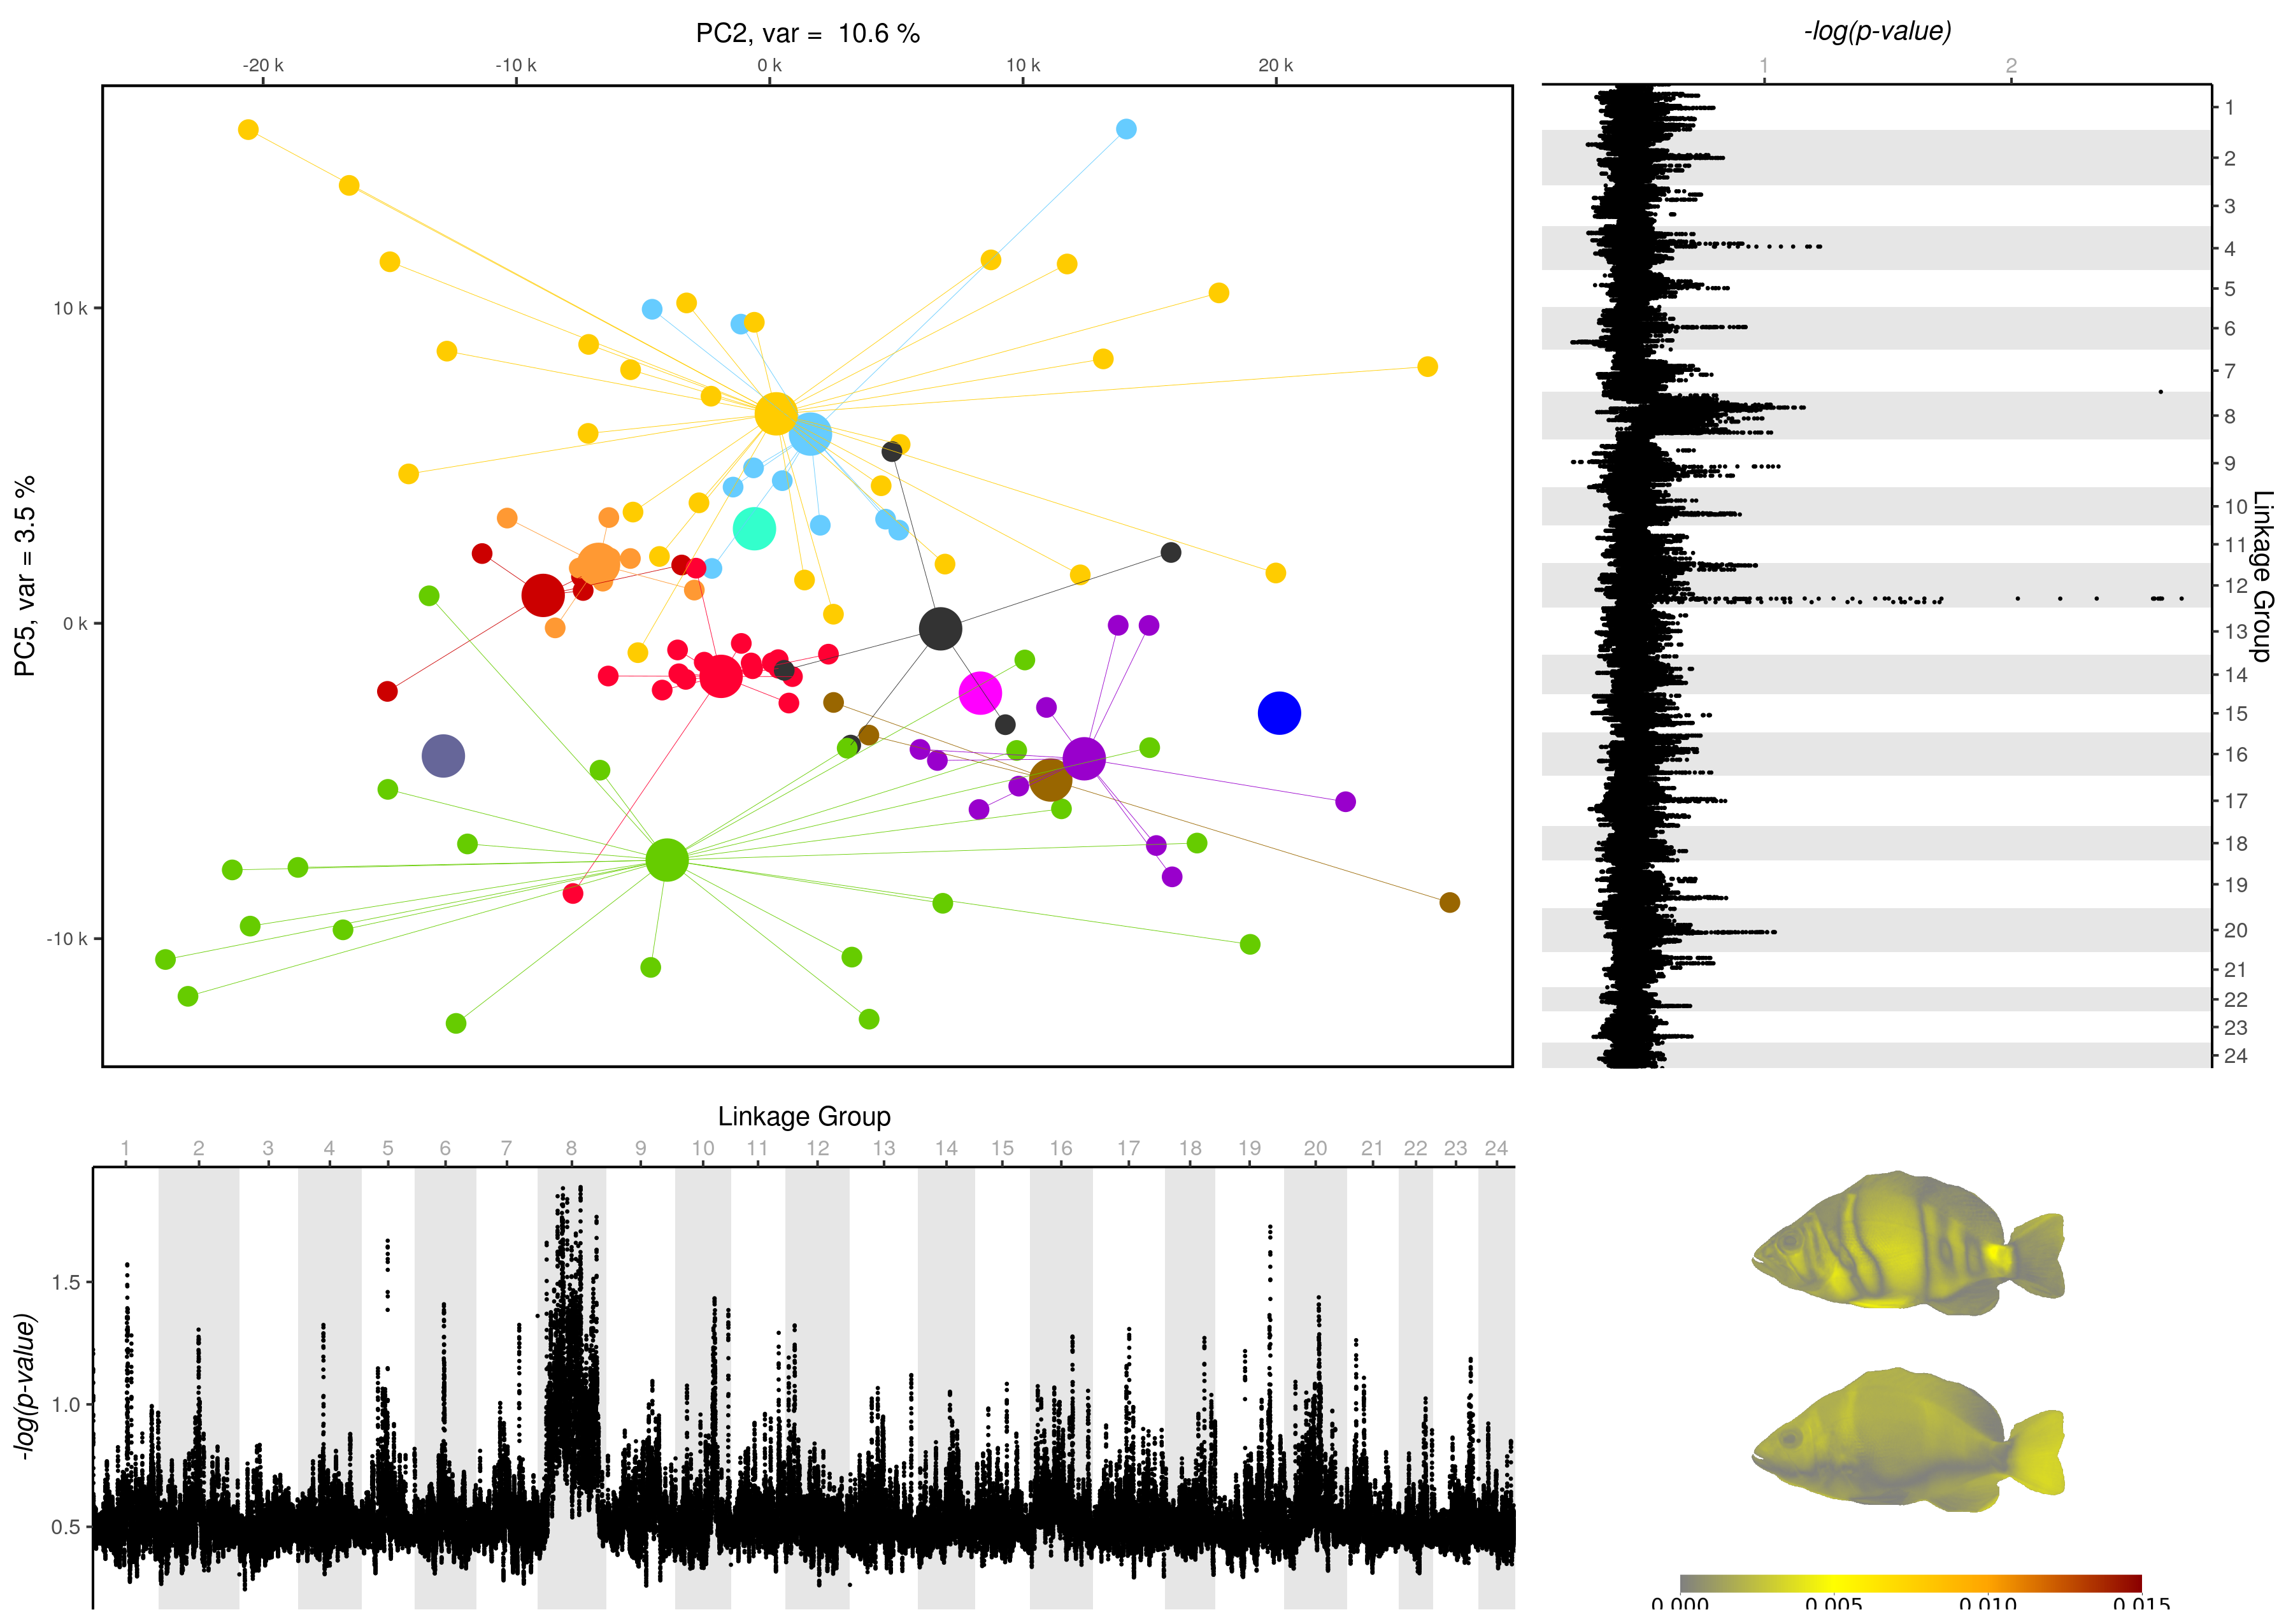 PC2, var = 10.6 %
-20 k -10 k 0 k 10 k 20 k
PC5, var = 3.5 %
10 k
0 k
-10 k
-log(p-value)
1 2
1
2
3
4
5
6
7
8
9
10
11
12
13
14
15
16
17
18
19
20
21
22
23
24
Linkage Group
Linkage Group
1 2 3 4 5 6 7 8 9 10 11 12 13 14 15 16 17 18 19 20 21 22 23 24
-log(p-value)
1.5
1.0
0.5
0.000 0.005 0.010 0.015